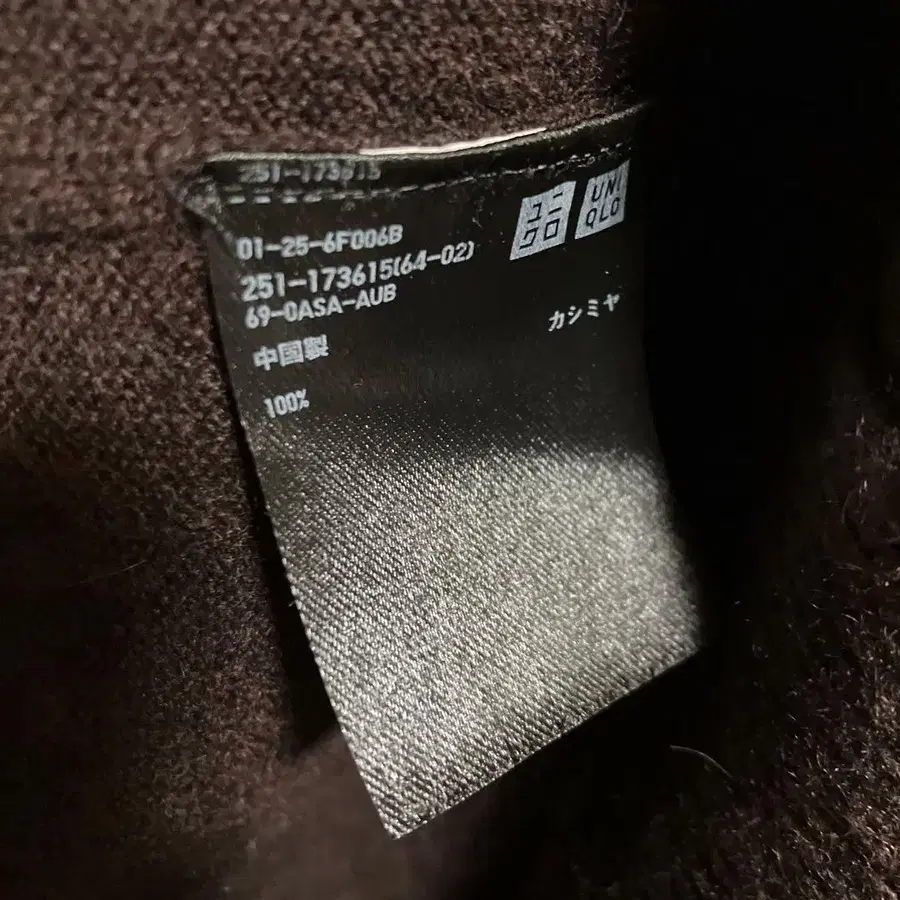 251-173615
ユニ
クロ
UNI
QLO
01-25-6F006B
251-173615(64-02)
69-0ASA-AUB
カシミヤ
中国製
100%